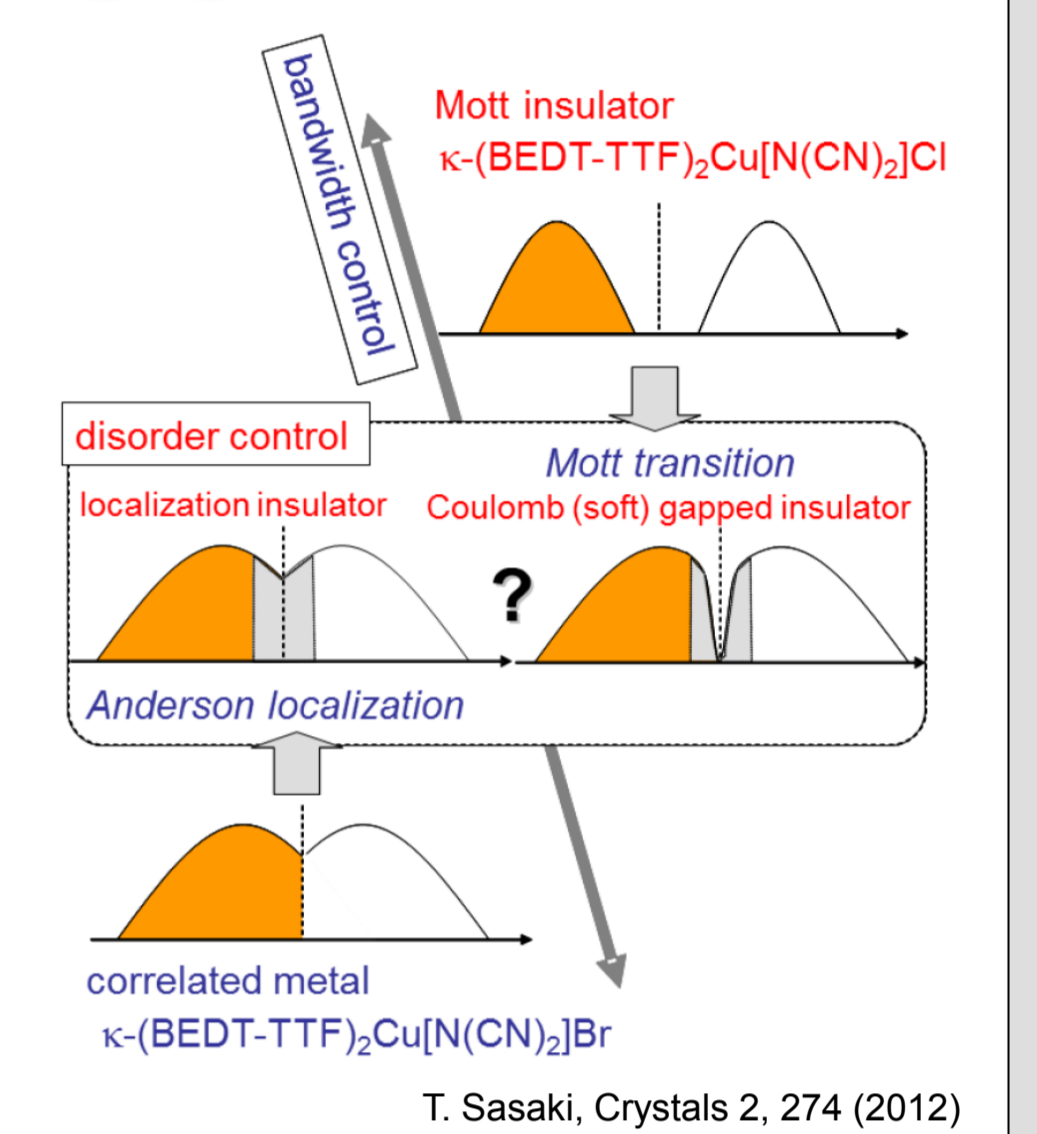 bandwidth control
Mott insulator
κ-(BEDT-TTF)₂Cu[N(CN)₂]Cl
disorder control
Mott transition
localization insulator
Coulomb (soft) gapped insulator
?
Anderson localization
correlated metal
κ-(BEDT-TTF)₂Cu[N(CN)₂]Br
T. Sasaki, Crystals 2, 274 (2012)